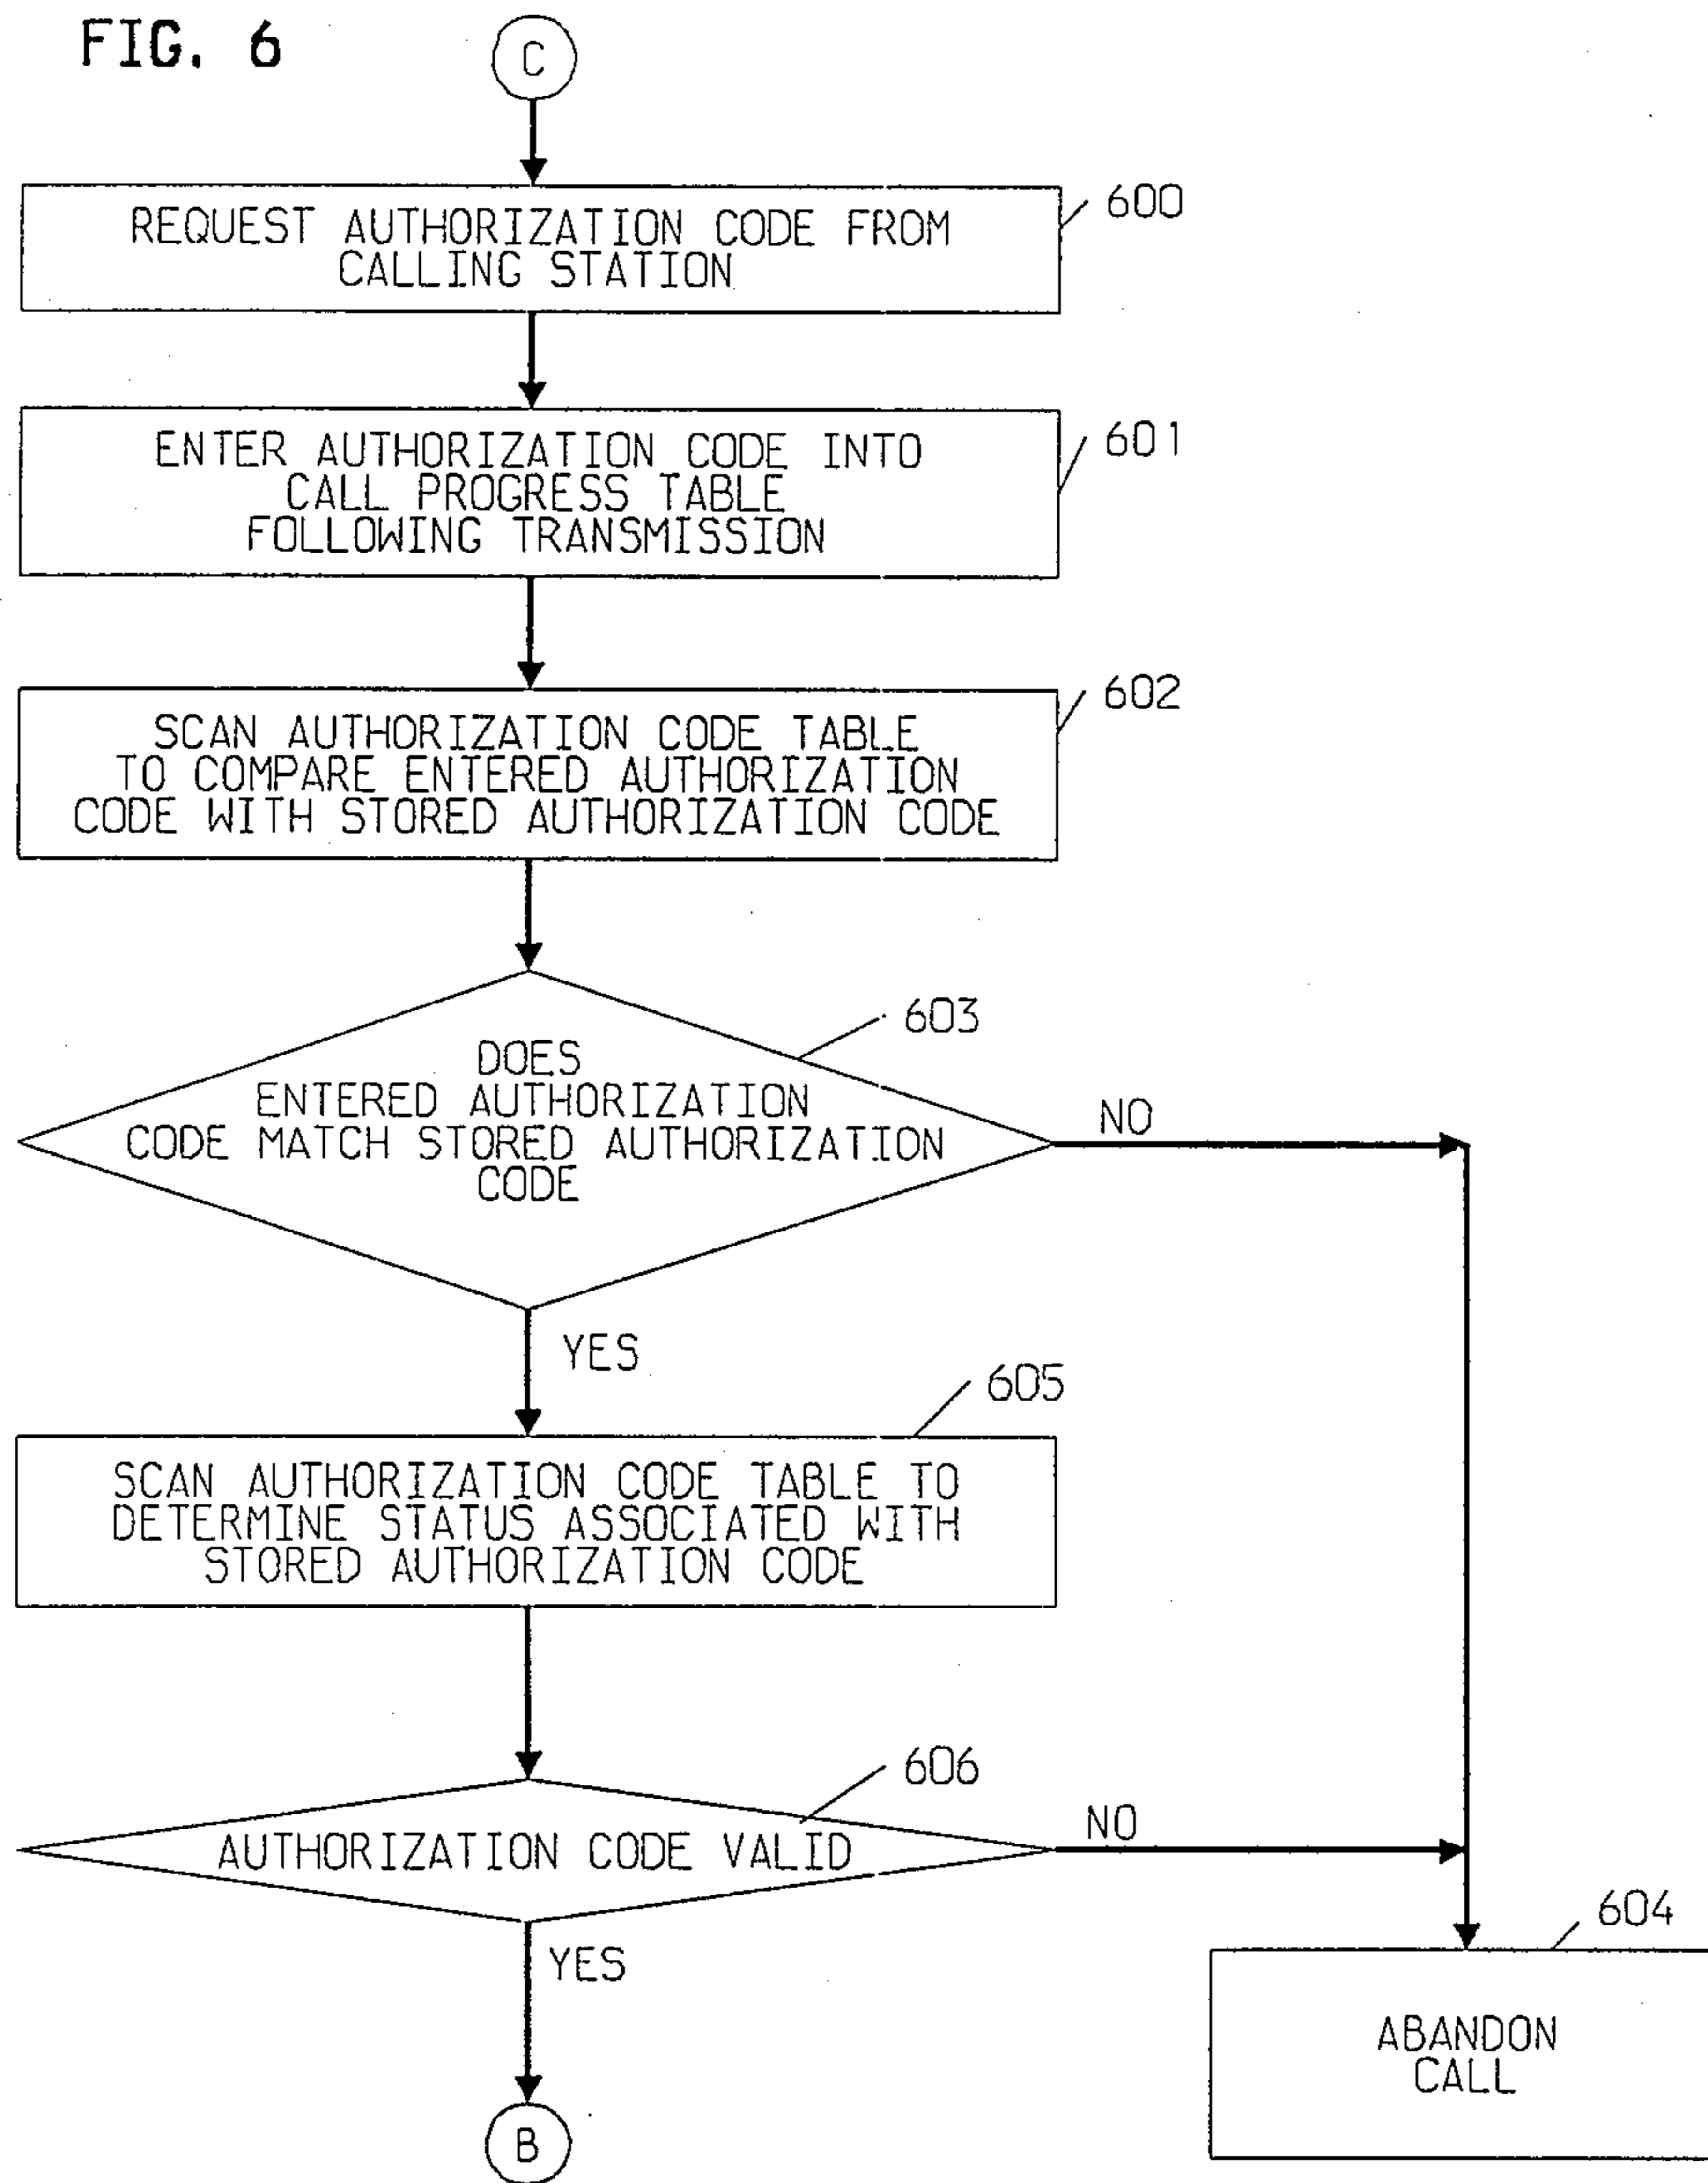 FIG. 6
C
600
REQUEST AUTHORIZATION CODE FROM
CALLING STATION
601
ENTER AUTHORIZATION CODE INTO
CALL PROGRESS TABLE
FOLLOWING TRANSMISSION
602
SCAN AUTHORIZATION CODE TABLE
TO COMPARE ENTERED AUTHORIZATION
CODE WITH STORED AUTHORIZATION CODE
603
DOES
ENTERED AUTHORIZATION
CODE MATCH STORED AUTHORIZATION
CODE
NO
YES
605
SCAN AUTHORIZATION CODE TABLE TO
DETERMINE STATUS ASSOCIATED WITH
STORED AUTHORIZATION CODE
606
AUTHORIZATION CODE VALID
NO
YES
604
ABANDON
CALL
B